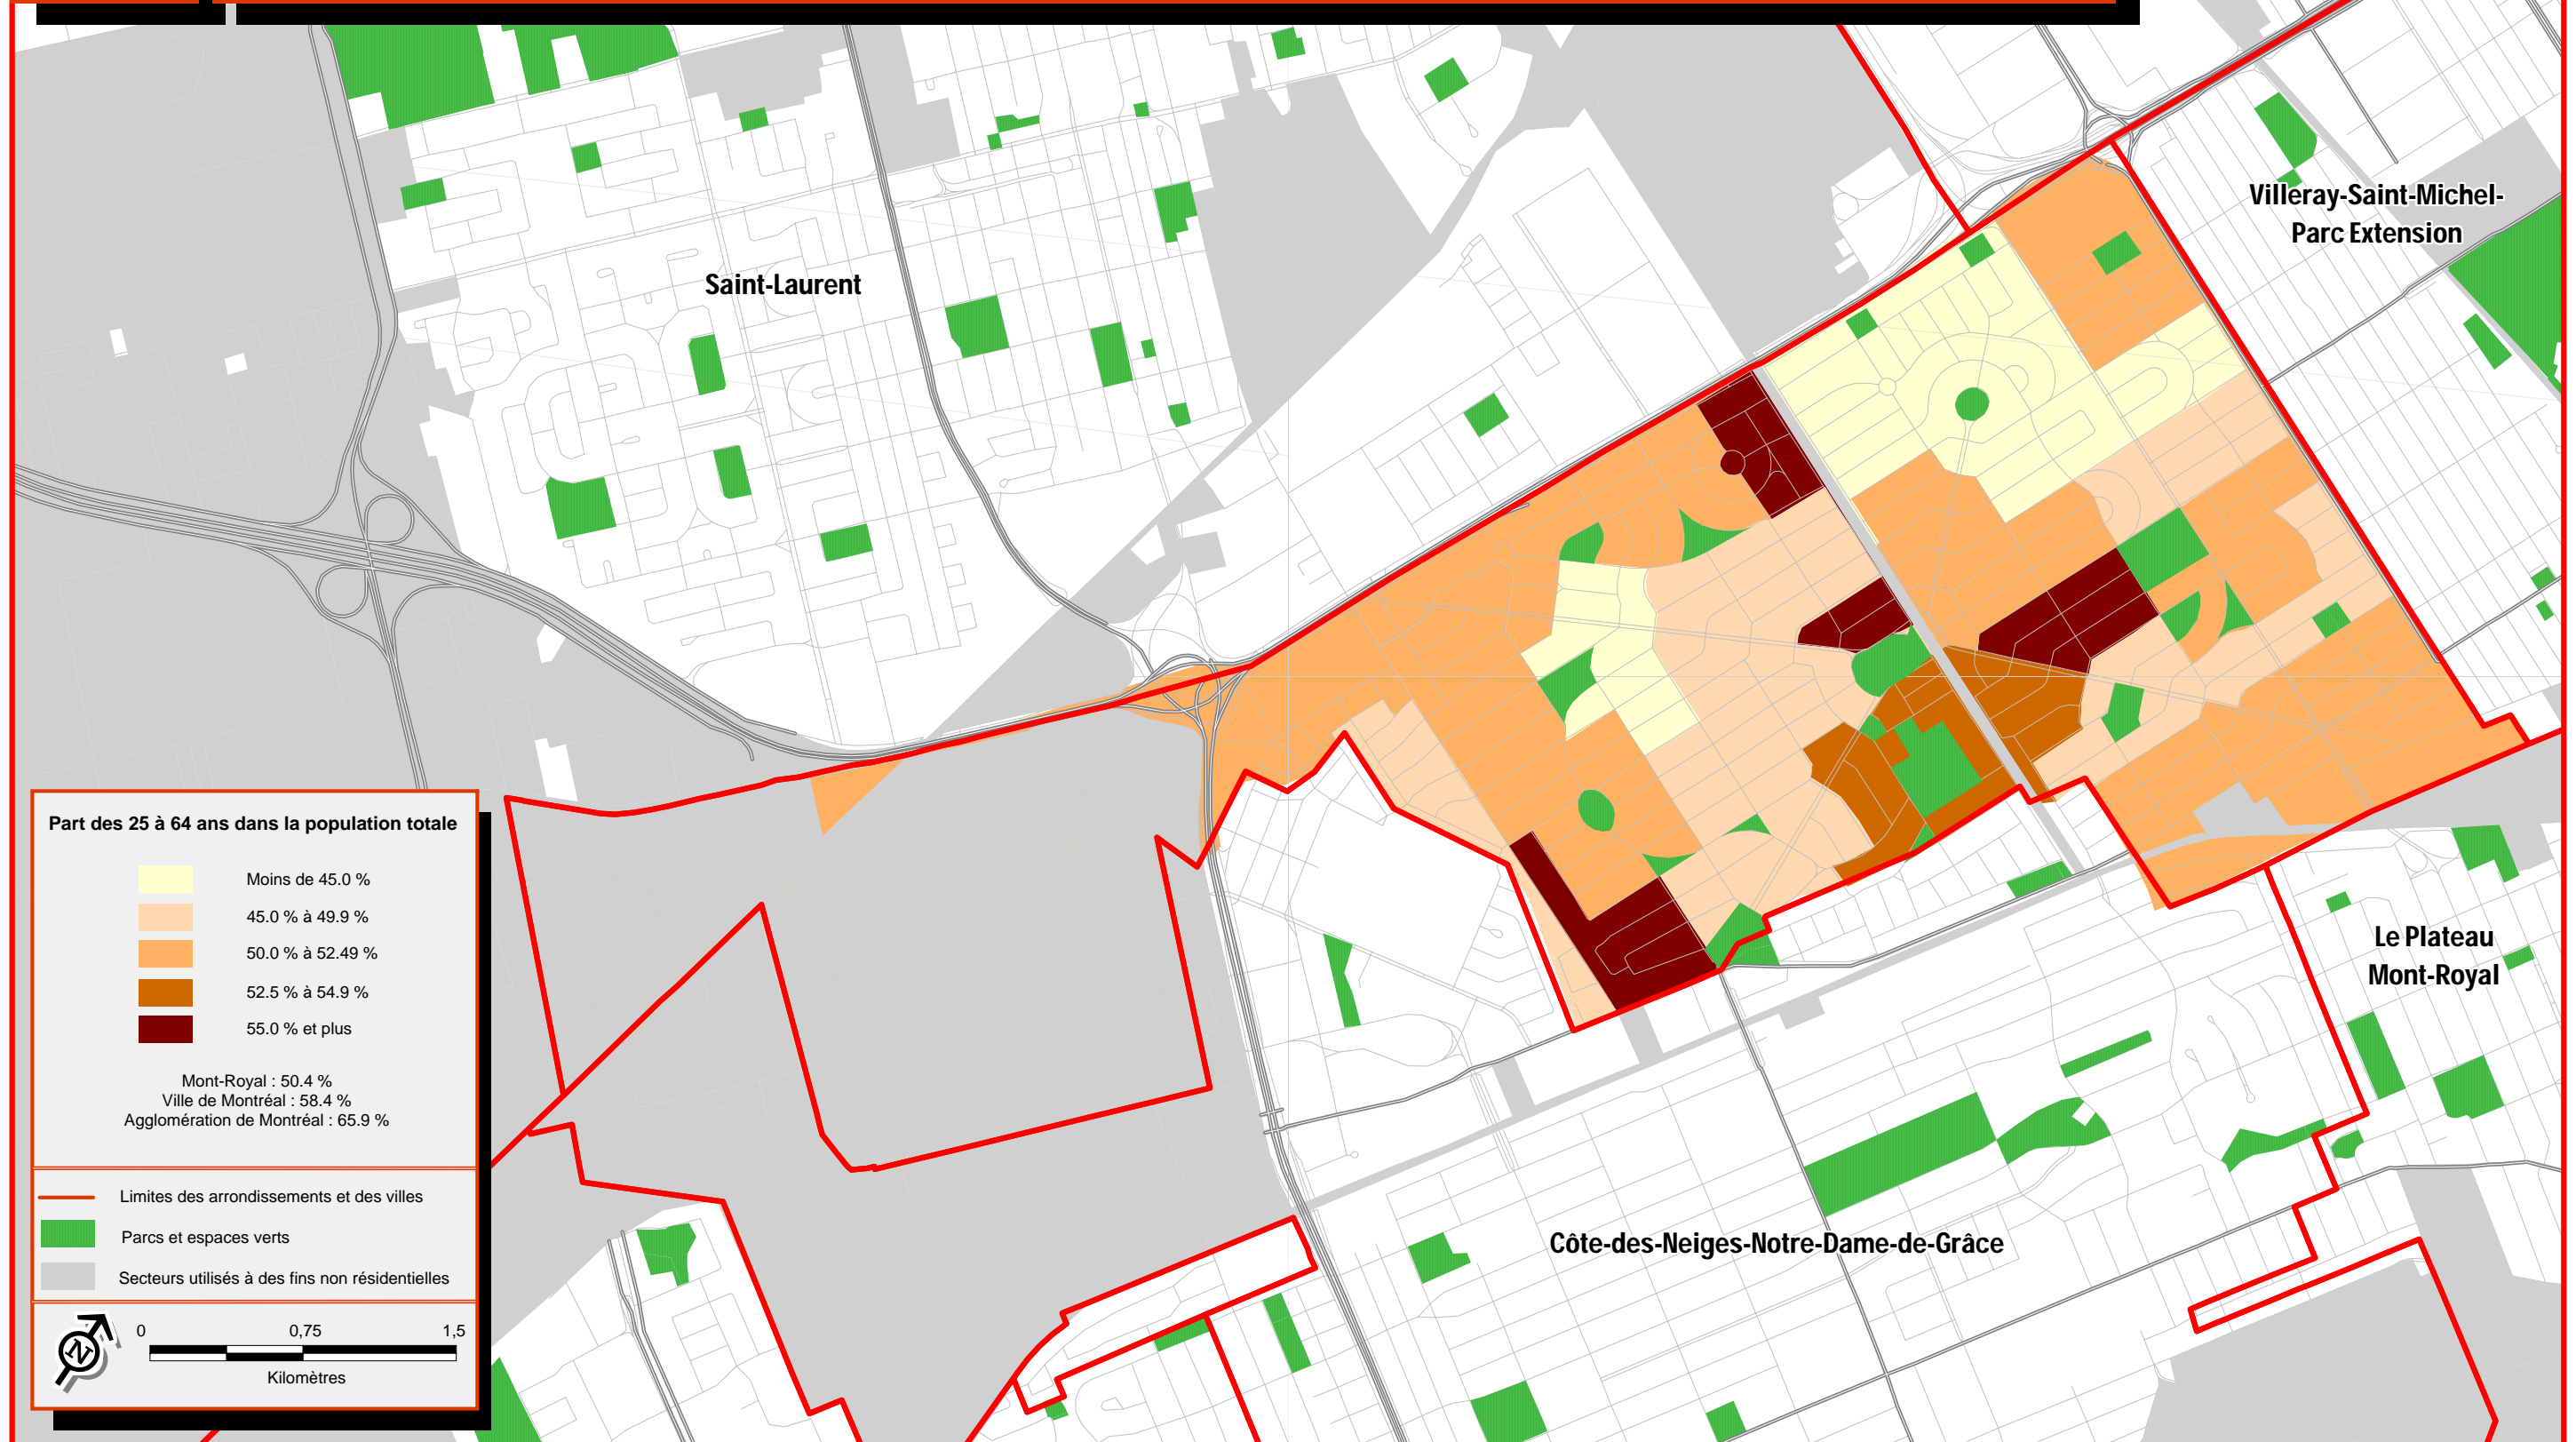 Villeray-Saint-Michel-
Parc Extension
Saint-Laurent
Le Plateau
Mont-Royal
Côte-des-Neiges-Notre-Dame-de-Grâce
Part des 25 à 64 ans dans la population totale
Moins de 45.0 %
45.0 % à 49.9 %
50.0 % à 52.49 %
52.5 % à 54.9 %
55.0 % et plus
Mont-Royal : 50.4 %
Ville de Montréal : 58.4 %
Agglomération de Montréal : 65.9 %
Limites des arrondissements et des villes
Parcs et espaces verts
Secteurs utilisés à des fins non résidentielles
N
0 0,75 1,5
Kilomètres